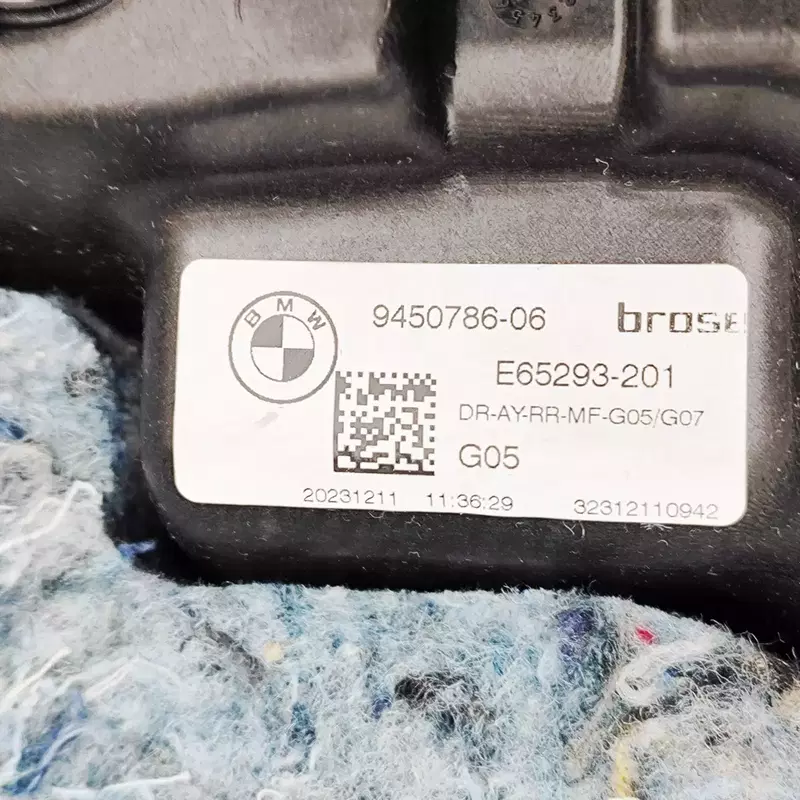 BMW
9450786-06 brose
E65293-201
DR-AY-RR-MF-G05/G07
G05
20231211 11:36:29 32312110942